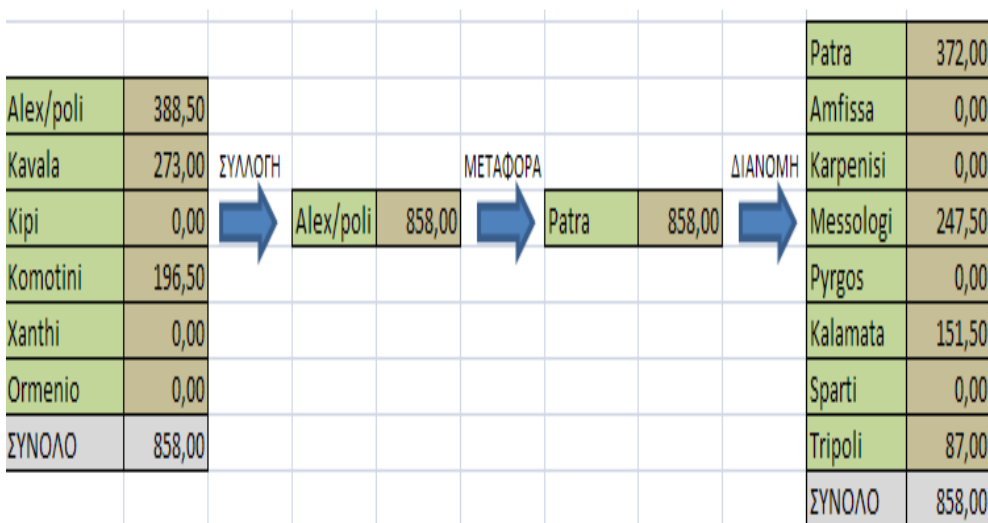 Patra 372,00
Alex/poli 388,50 Amfissa 0,00
Kavala 273,00 ΣΥΛΛΟΓΗ ΜΕΤΑΦΟΡΑ ΔΙΑΝΟΜΗ Karpenisi 0,00
Kipi 0,00 Alex/poli 858,00 Patra 858,00 Messologi 247,50
Komotini 196,50 Pyrgos 0,00
Xanthi 0,00 Kalamata 151,50
Ormenio 0,00 Sparti 0,00
ΣΥΝΟΛΟ 858,00 Tripoli 87,00
ΣΥΝΟΛΟ 858,00